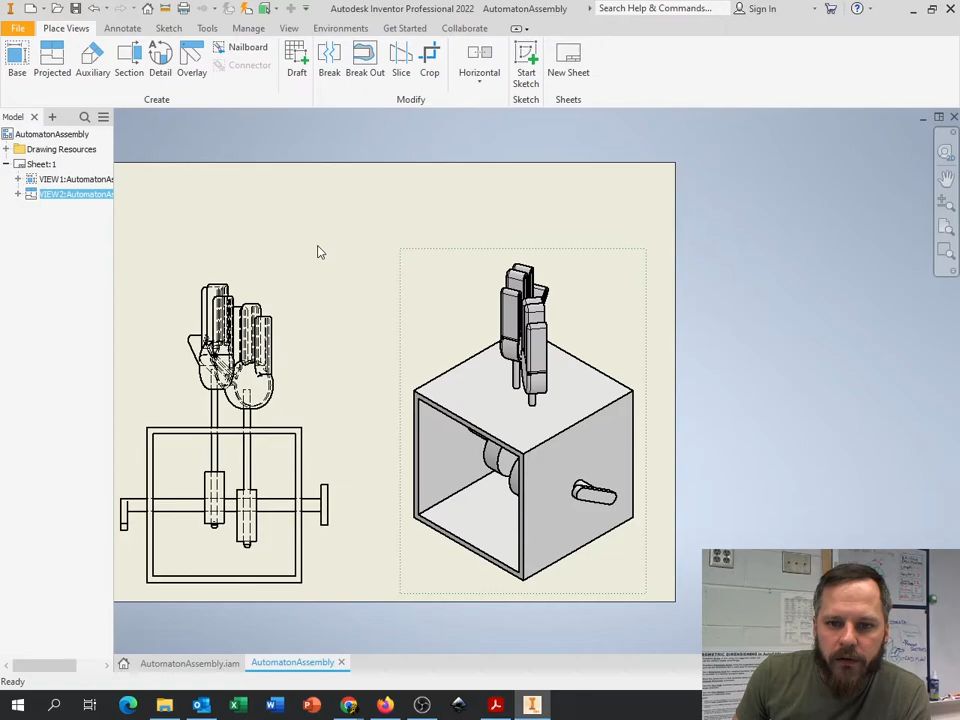 Autodesk Inventor Professional 2022 AutomatonAssembly
Search Help & Commands...
Sign In
File Place Views Annotate Sketch Tools Manage View Environments Get Started Collaborate
Nailboard
Connector
Base Projected Auxiliary Section Detail Overlay Draft Break Break Out Slice Crop Horizontal Start Sketch New Sheet
Create Modify Sketch Sheets
Model
AutomatonAssembly
Drawing Resources
Sheet:1
VIEW1:AutomatonAs
VIEW2:AutomatonAs
AutomatonAssembly.iam AutomatonAssembly
Ready